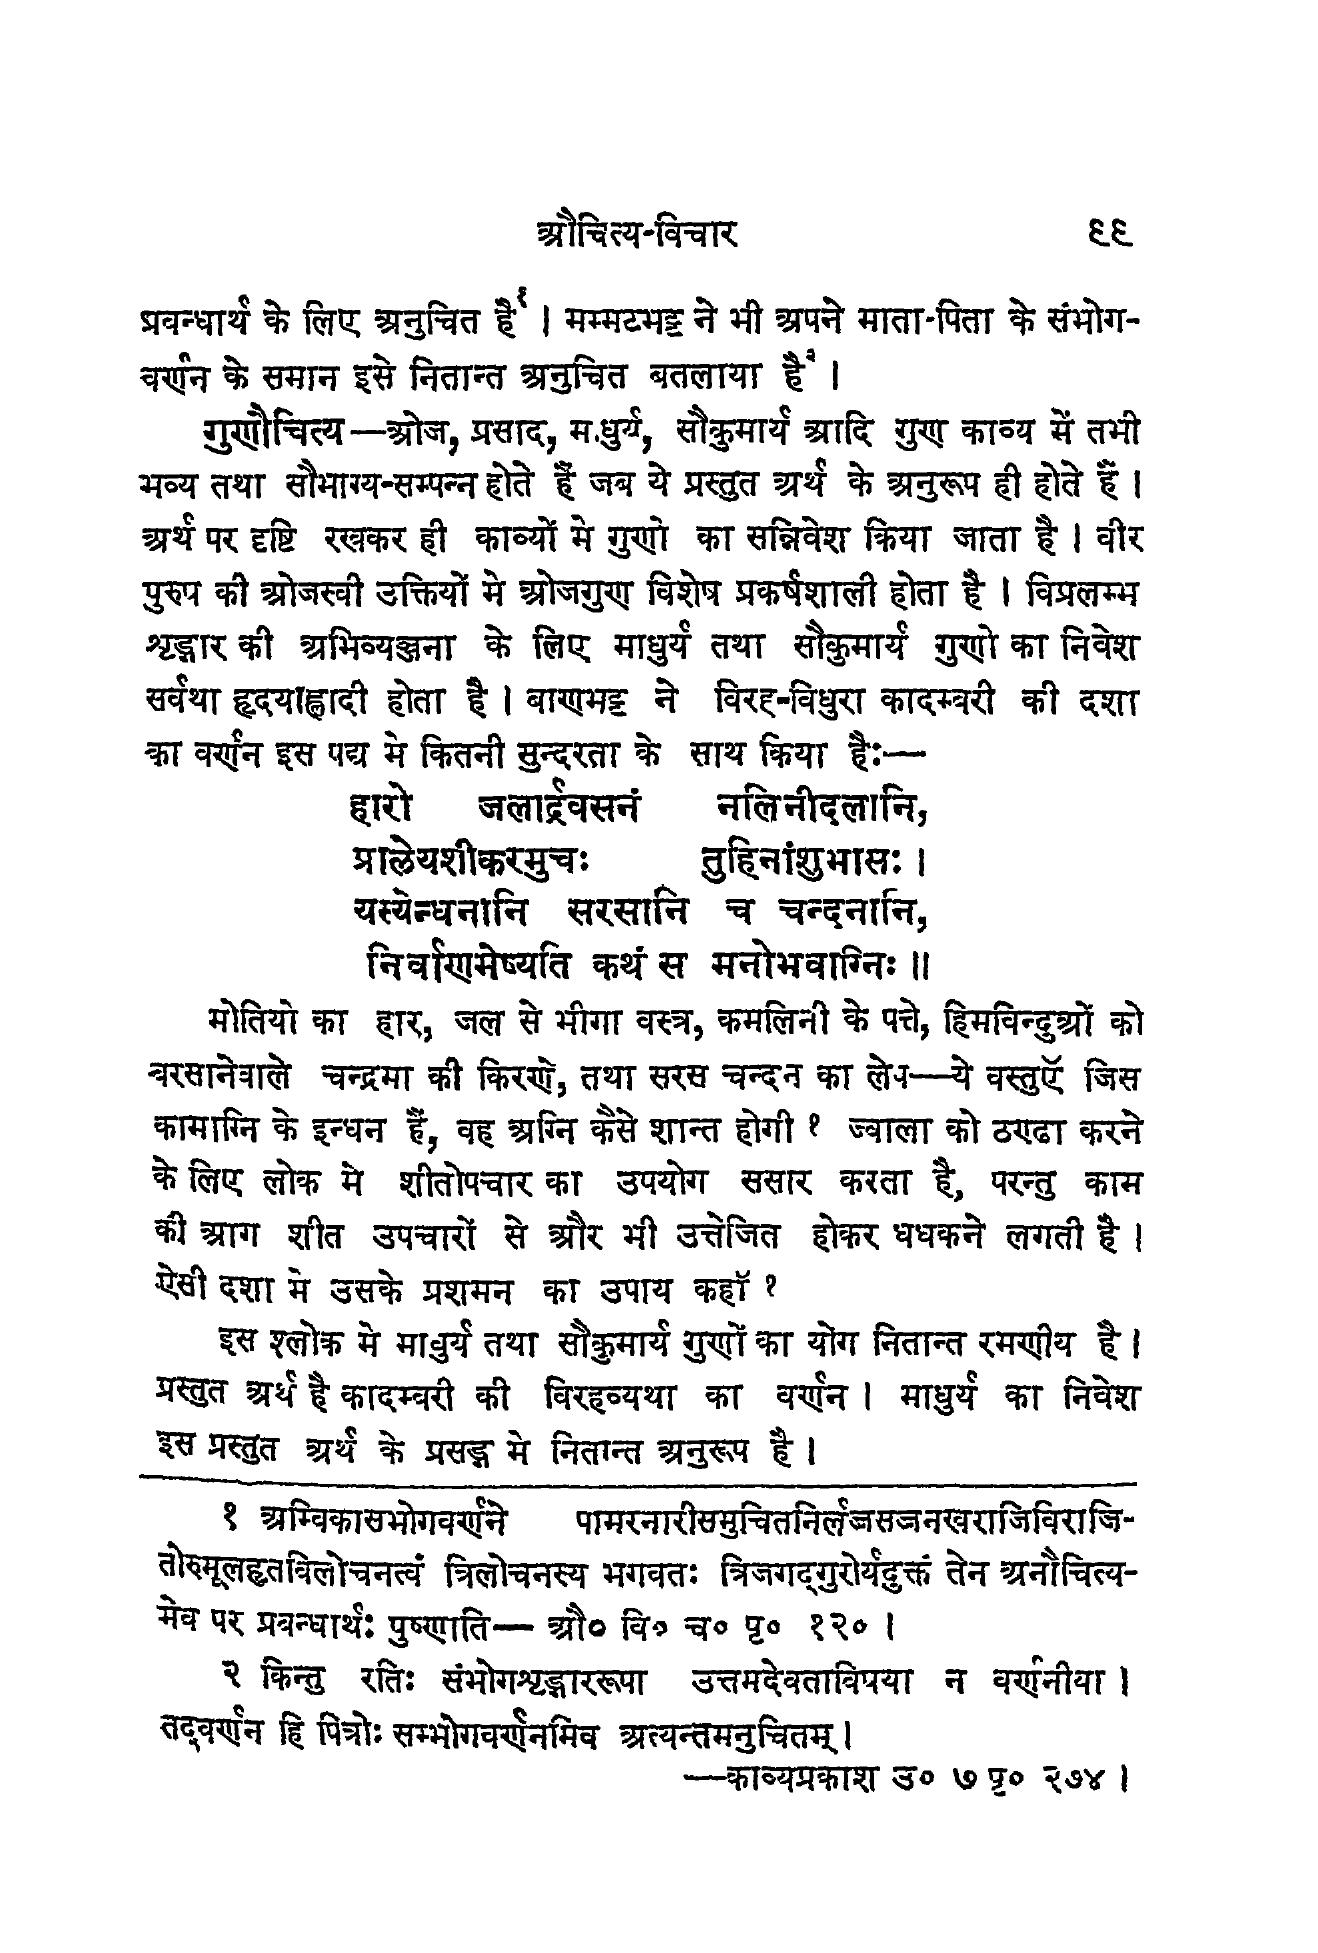 औचित्य-विचार ९९
प्रवन्धार्थ के लिए अनुचित है१ । मम्मटभट्ट ने भी अपने माता-पिता के संभोग-
वर्णन के समान इसे नितान्त अनुचित बतलाया है२ ।
गुणौचित्य—ओज, प्रसाद, माधुर्य, सौकुमार्य आदि गुण काव्य में तभी
भव्य तथा सौभाग्य-सम्पन्न होते हैं जब ये प्रस्तुत अर्थ के अनुरूप ही होते हैं ।
अर्थ पर दृष्टि रखकर ही काव्यों मे गुणो का सन्निवेश किया जाता है । वीर
पुरुप की ओजस्वी उक्तियों मे ओजगुण विशेष प्रकर्षशाली होता है । विप्रलम्भ
शृङ्गार की अभिव्यञ्जना के लिए माधुर्य तथा सौकुमार्य गुणो का निवेश
सर्वथा हृदयाह्लादी होता है । बाणभट्ट ने विरह-विधुरा कादम्बरी की दशा
का वर्णन इस पद्य मे कितनी सुन्दरता के साथ किया है:—
हारो जलार्द्रवसनं नलिनीदलानि,
प्रालेयशीकरमुचः तुहिनांशुभासः ।
यस्येन्धनानि सरसानि च चन्दनानि,
निर्वाणमेष्यति कथं स मनोभवाग्निः ॥
मोतियो का हार, जल से भीगा वस्त्र, कमलिनी के पत्ते, हिमविन्दुओं को
बरसानेवाले चन्द्रमा की किरणे, तथा सरस चन्दन का लेप—ये वस्तुएॅ जिस
कामाग्नि के इन्धन हैं, वह अग्नि कैसे शान्त होगी ? ज्वाला को ठण्ढा करने
के लिए लोक मे शीतोपचार का उपयोग ससार करता है, परन्तु काम
की आग शीत उपचारों से और भी उत्तेजित होकर धधकने लगती है ।
ऐसी दशा मे उसके प्रशमन का उपाय कहॉ ?
इस श्लोक मे माधुर्य तथा सौकुमार्य गुणों का योग नितान्त रमणीय है ।
प्रस्तुत अर्थ है कादम्बरी की विरहव्यथा का वर्णन । माधुर्य का निवेश
इस प्रस्तुत अर्थ के प्रसङ्ग मे नितान्त अनुरूप है ।
१ अम्विकासभोगवर्णने पामरनारीसमुचितनिर्लज्जसज्जनखराजिविराजि-
तोरुमूलहृतविलोचनत्वं त्रिलोचनस्य भगवतः त्रिजगद्गुरोर्यदुक्तं तेन अनौचित्य-
मेव पर प्रबन्धार्थः पुष्णाति— औ० वि० च० पृ० १२० ।
२ किन्तु रतिः संभोगशृङ्गाररूपा उत्तमदेवताविपया न वर्णनीया ।
तद्वर्णन हि पित्रोः सम्भोगवर्णनमिव अत्यन्तमनुचितम् ।
—काव्यप्रकाश उ० ७ पृ० २७४ ।